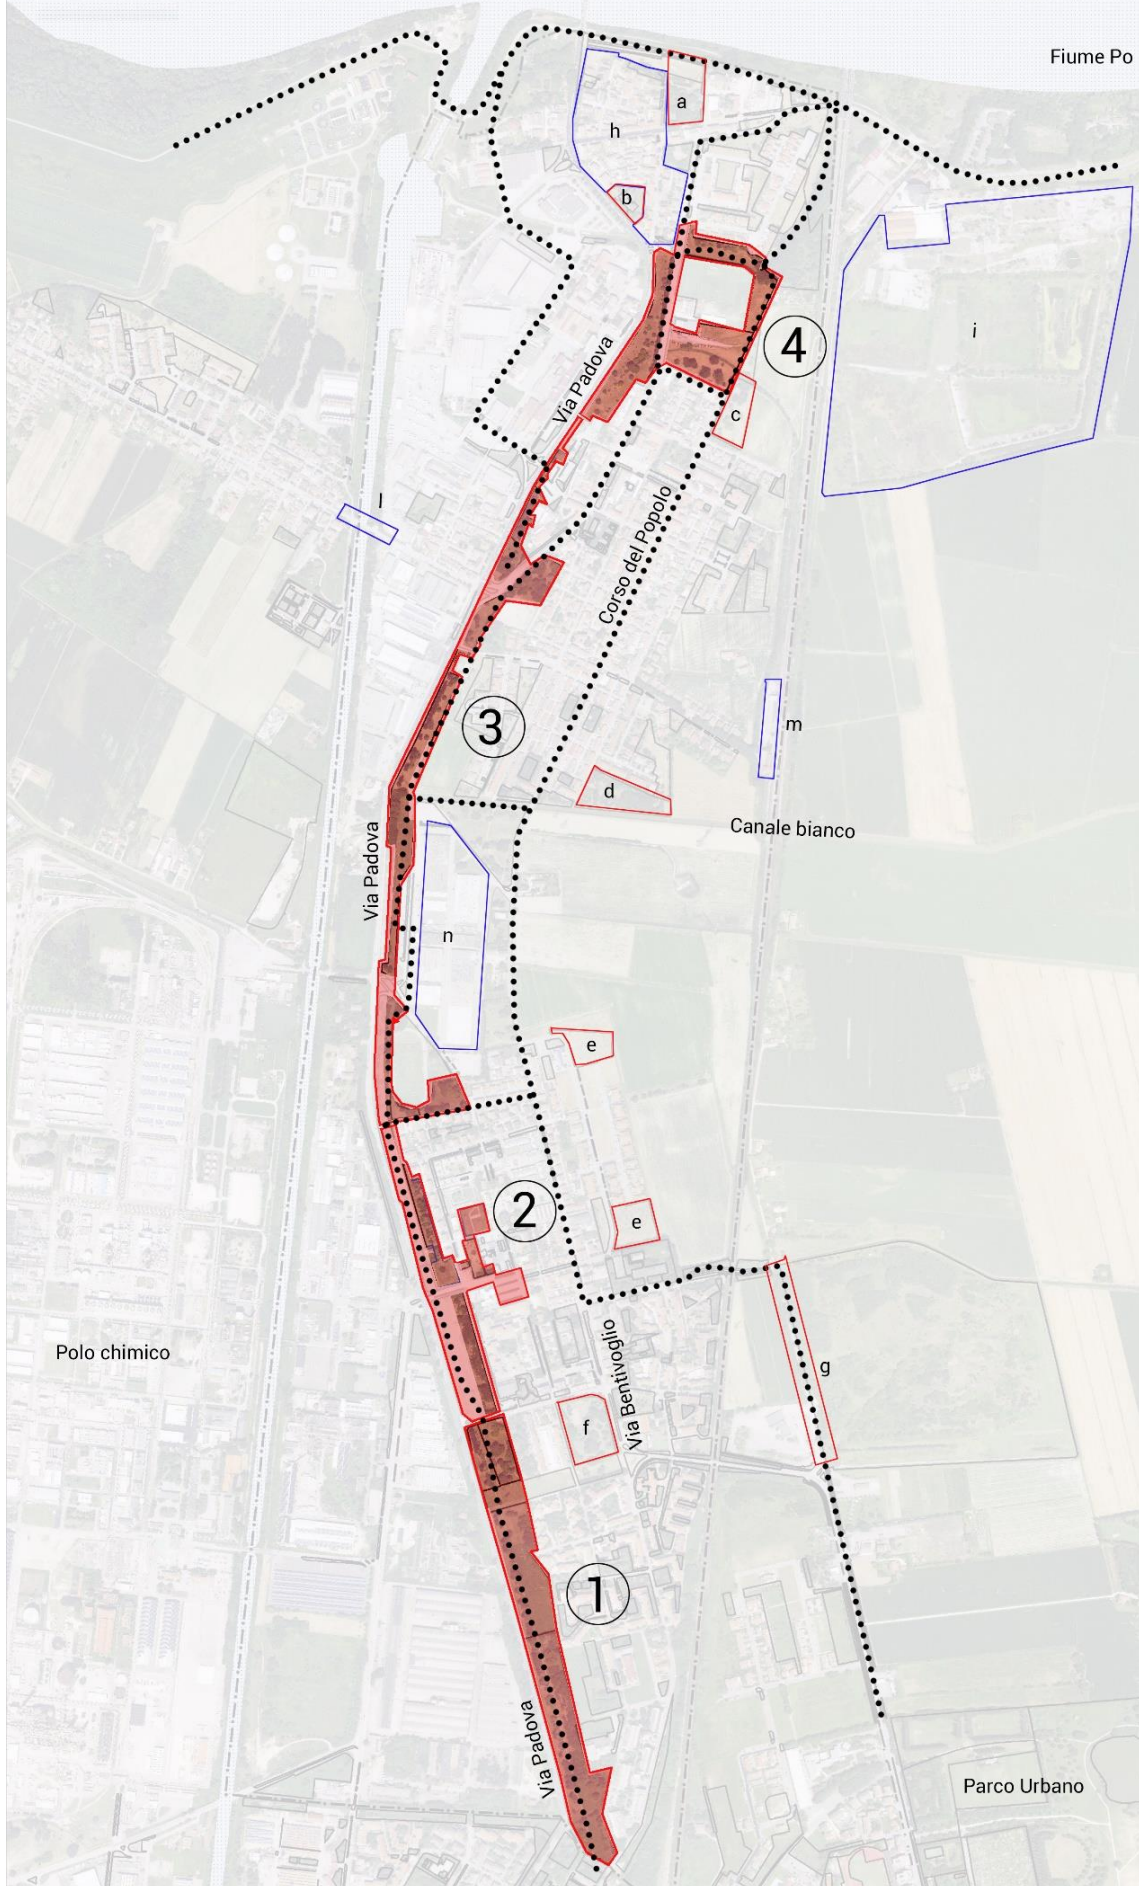 Fiume Po
a
h
b
i
4
Via Padova
c
l
Corso del Popolo
3
m
d
Canale bianco
Via Padova
n
e
2
e
Polo chimico
Via Bentivoglio
g
f
1
Via Padova
Parco Urbano